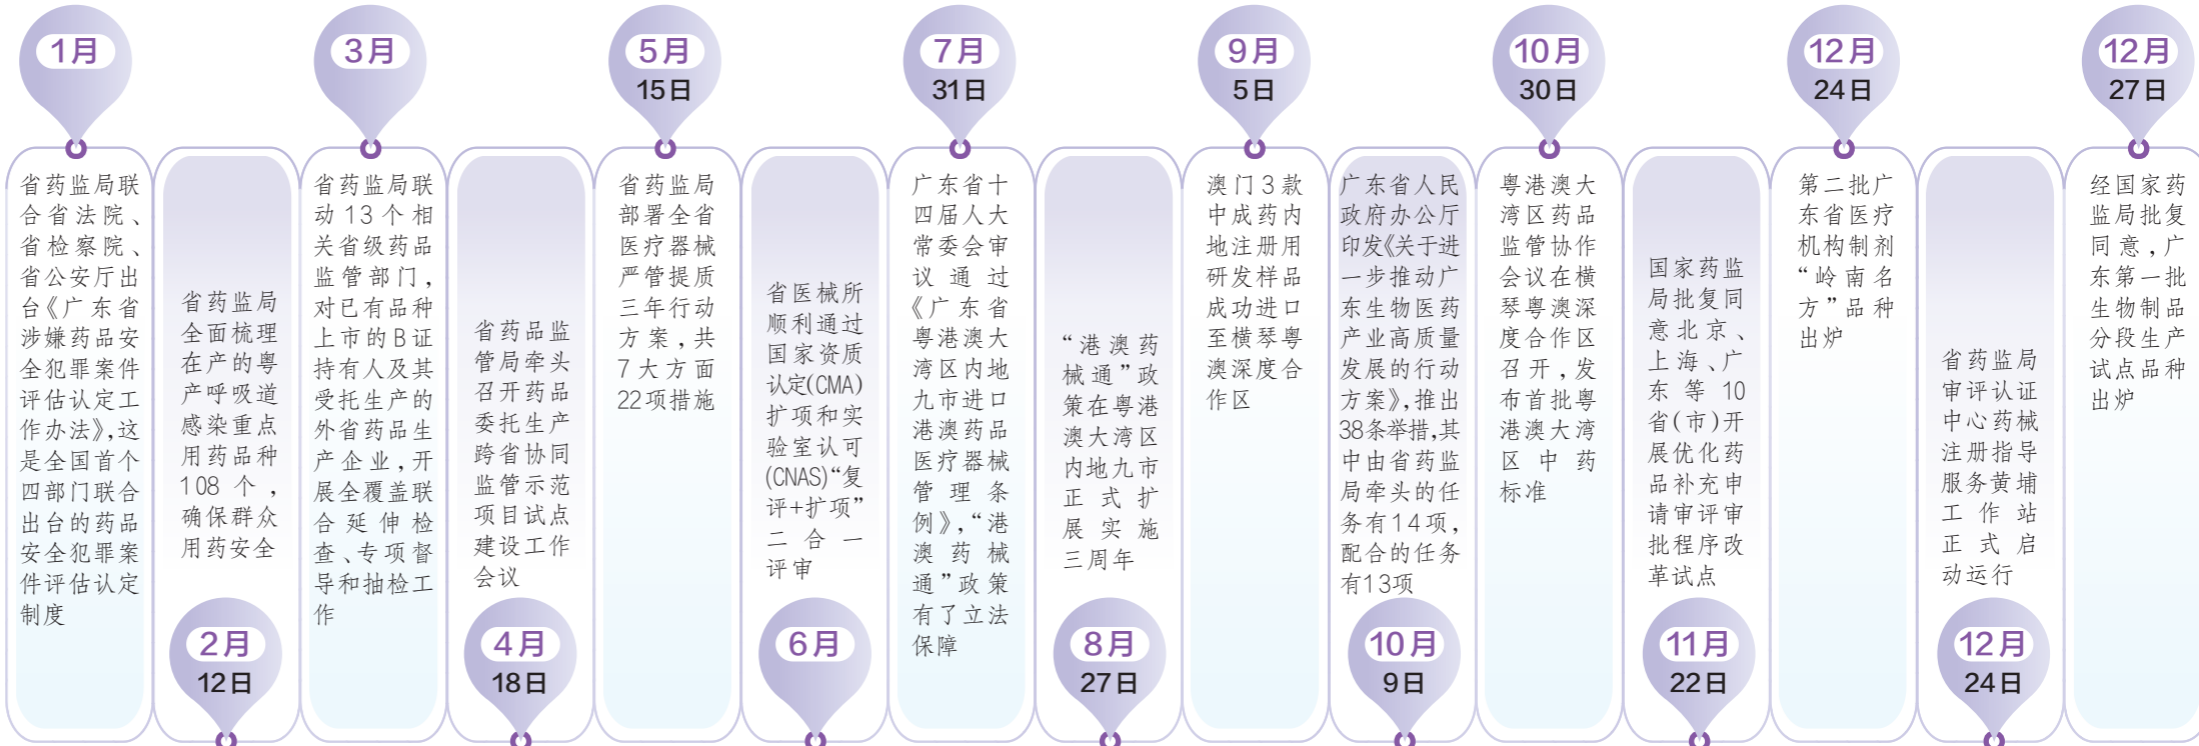 1月
省药监局联
合省法院、
省检察院、
省公安厅出
台《广东省
涉嫌药品安
全犯罪案件
评估认定工
作办法》,这
是全国首个
四部门联合
出台的药品
安全犯罪案
件评估认定
制度
省药监局
全面梳理
在产的粤
产呼吸道
感染重点
用药品种
108个，
确保群众
用药安全
2月
12日
3月
省药监局联
动13个相
关省级药品
监管部门，
对已有品种
上市的B证
持有人及其
受托生产的
外省药品生
产企业，开
展全覆盖联
合延伸检
查、专项督
导和抽检工
作
省药品监
管局牵头
召开药品
委托生产
跨省协同
监管示范
项目试点
建设工作
会议
4月
18日
5月
15日
省药监局
部署全省
医疗器械
严管提质
三年行动
方案，共
7大方面
22项措施
省医械所
顺利通过
国家资质
认定(CMA)
扩项和实
验室认可
(CNAS)“复
评+扩项”
二合一
评审
6月
7月
31日
广东省十
四届人大
常委会审
议通过
《广东省
粤港澳大
湾区内地
九市进口
港澳药品
医疗器械
管理条
例》,“港
澳药械
通”政策
有了立法
保障
“港澳药
械通”政
策在粤港
澳大湾区
内地九市
正式扩
展实施
三周年
8月
27日
9月
5日
澳门3款
中成药内
地注册用
研发样品
成功进口
至横琴粤
澳深度合
作区
广东省人民
政府办公厅
印发《关于进
一步推动广
东生物医药
产业高质量
发展的行动
方案》,推出
38条举措,其
中由省药监
局牵头的任
务有14项,
配合的任务
有13项
10月
9日
10月
30日
粤港澳大
湾区药品
监管协作
会议在横
琴粤澳深
度合作区
召开，发
布首批粤
港澳大湾
区中药
标准
国家药监
局批复同
意北京、
上海、广
东等10
省(市)开
展优化药
品补充申
请审评审
批程序改
革试点
11月
22日
12月
24日
第二批广
东省医疗
机构制剂
“岭南名
方”品种
出炉
省药监局
审评认证
中心药械
注册指导
服务黄埔
工作站
正式启
动运行
12月
24日
12月
27日
经国家药
监局批复
同意，广
东第一批
生物制品
分段生产
试点品种
出炉